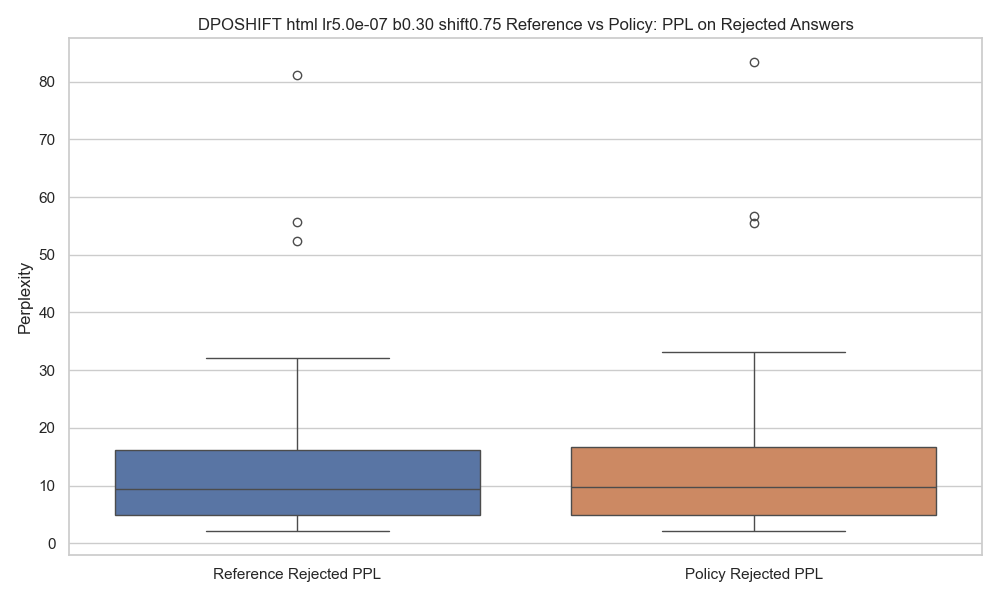 DPOSHIFT html lr5.0e-07 b0.30 shift0.75 Reference vs Policy: PPL on Rejected Answers
Perplexity
80
70
60
50
40
30
20
10
0
Reference Rejected PPL
Policy Rejected PPL